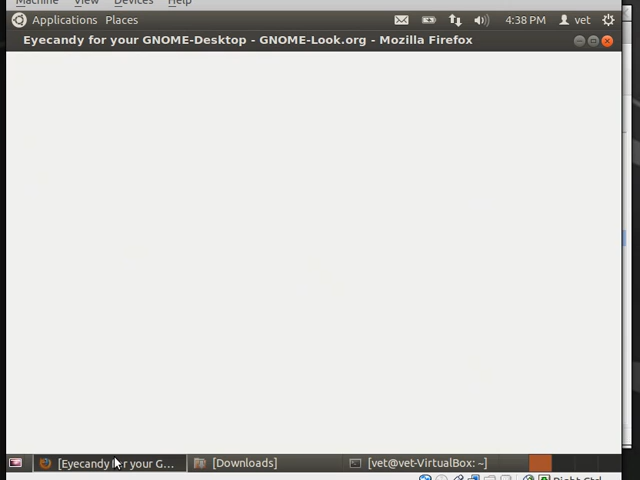 Machine View Devices Help
Applications Places 4:38 PM vet
Eyecandy for your GNOME-Desktop - GNOME-Look.org - Mozilla Firefox
[Eyecandy for your G... [Downloads] [vet@vet-VirtualBox: ~]
Right Ctrl